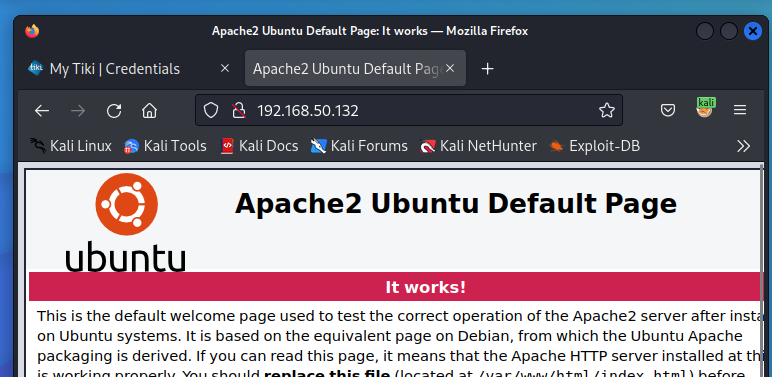 Apache2 Ubuntu Default Page: It works — Mozilla Firefox
My Tiki | Credentials
Apache2 Ubuntu Default Pag
192.168.50.132
kali
Kali Linux Kali Tools Kali Docs Kali Forums Kali NetHunter Exploit-DB
Apache2 Ubuntu Default Page
ubuntu
It works!
This is the default welcome page used to test the correct operation of the Apache2 server after insta
on Ubuntu systems. It is based on the equivalent page on Debian, from which the Ubuntu Apache
packaging is derived. If you can read this page, it means that the Apache HTTP server installed at thi
is working properly. You should replace this file (located at /var/www/html/index.html) before